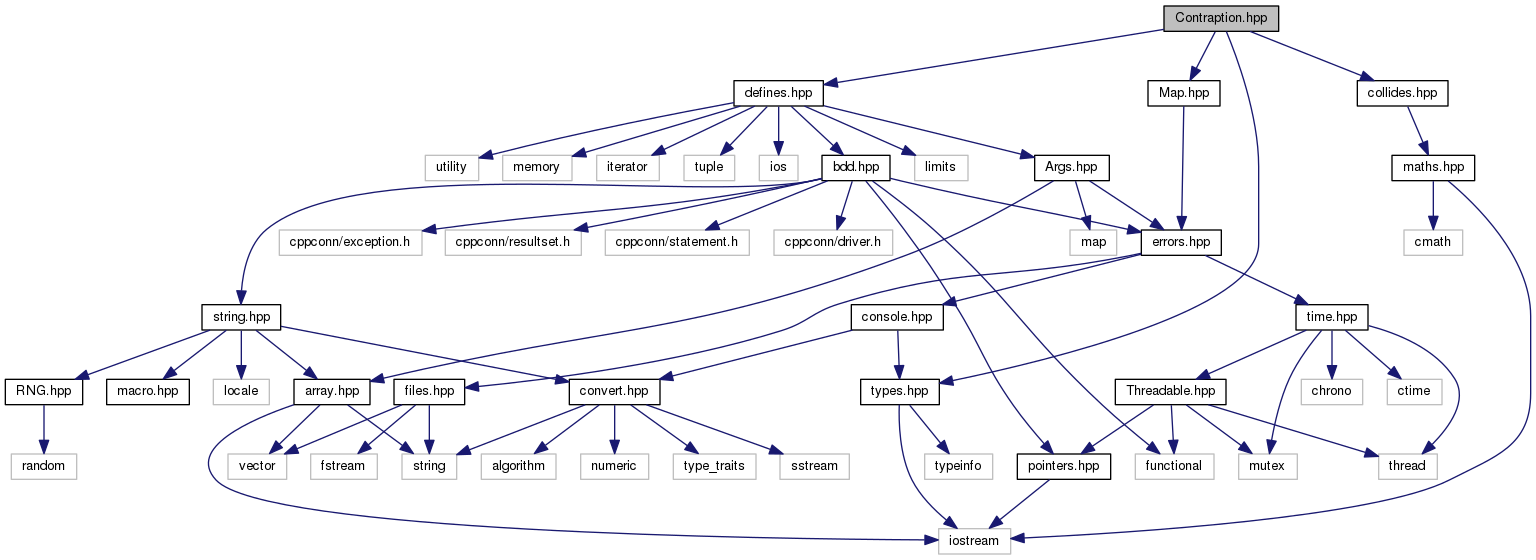 Contraption.hpp
defines.hpp
Map.hpp
collides.hpp
utility
memory
iterator
tuple
ios
bdd.hpp
limits
Args.hpp
maths.hpp
cppconn/exception.h
cppconn/resultset.h
cppconn/statement.h
cppconn/driver.h
map
errors.hpp
cmath
string.hpp
console.hpp
time.hpp
RNG.hpp
macro.hpp
locale
array.hpp
files.hpp
convert.hpp
types.hpp
Threadable.hpp
chrono
ctime
random
vector
fstream
string
algorithm
numeric
type_traits
sstream
typeinfo
pointers.hpp
functional
mutex
thread
iostream